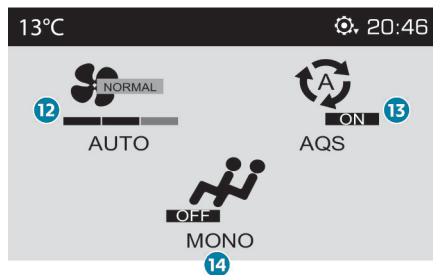 13°C 20:46
NORMAL
A
12
ON 13
AUTO
AQS
OFF
MONO
14